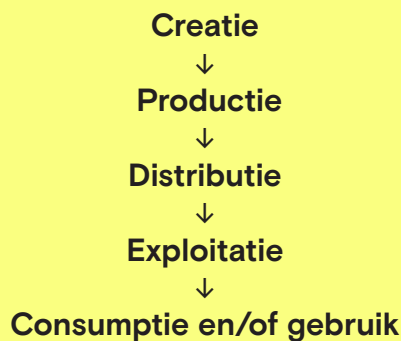 Creatie
↓
Productie
↓
Distributie
↓
Exploitatie
↓
Consumptie en/of gebruik